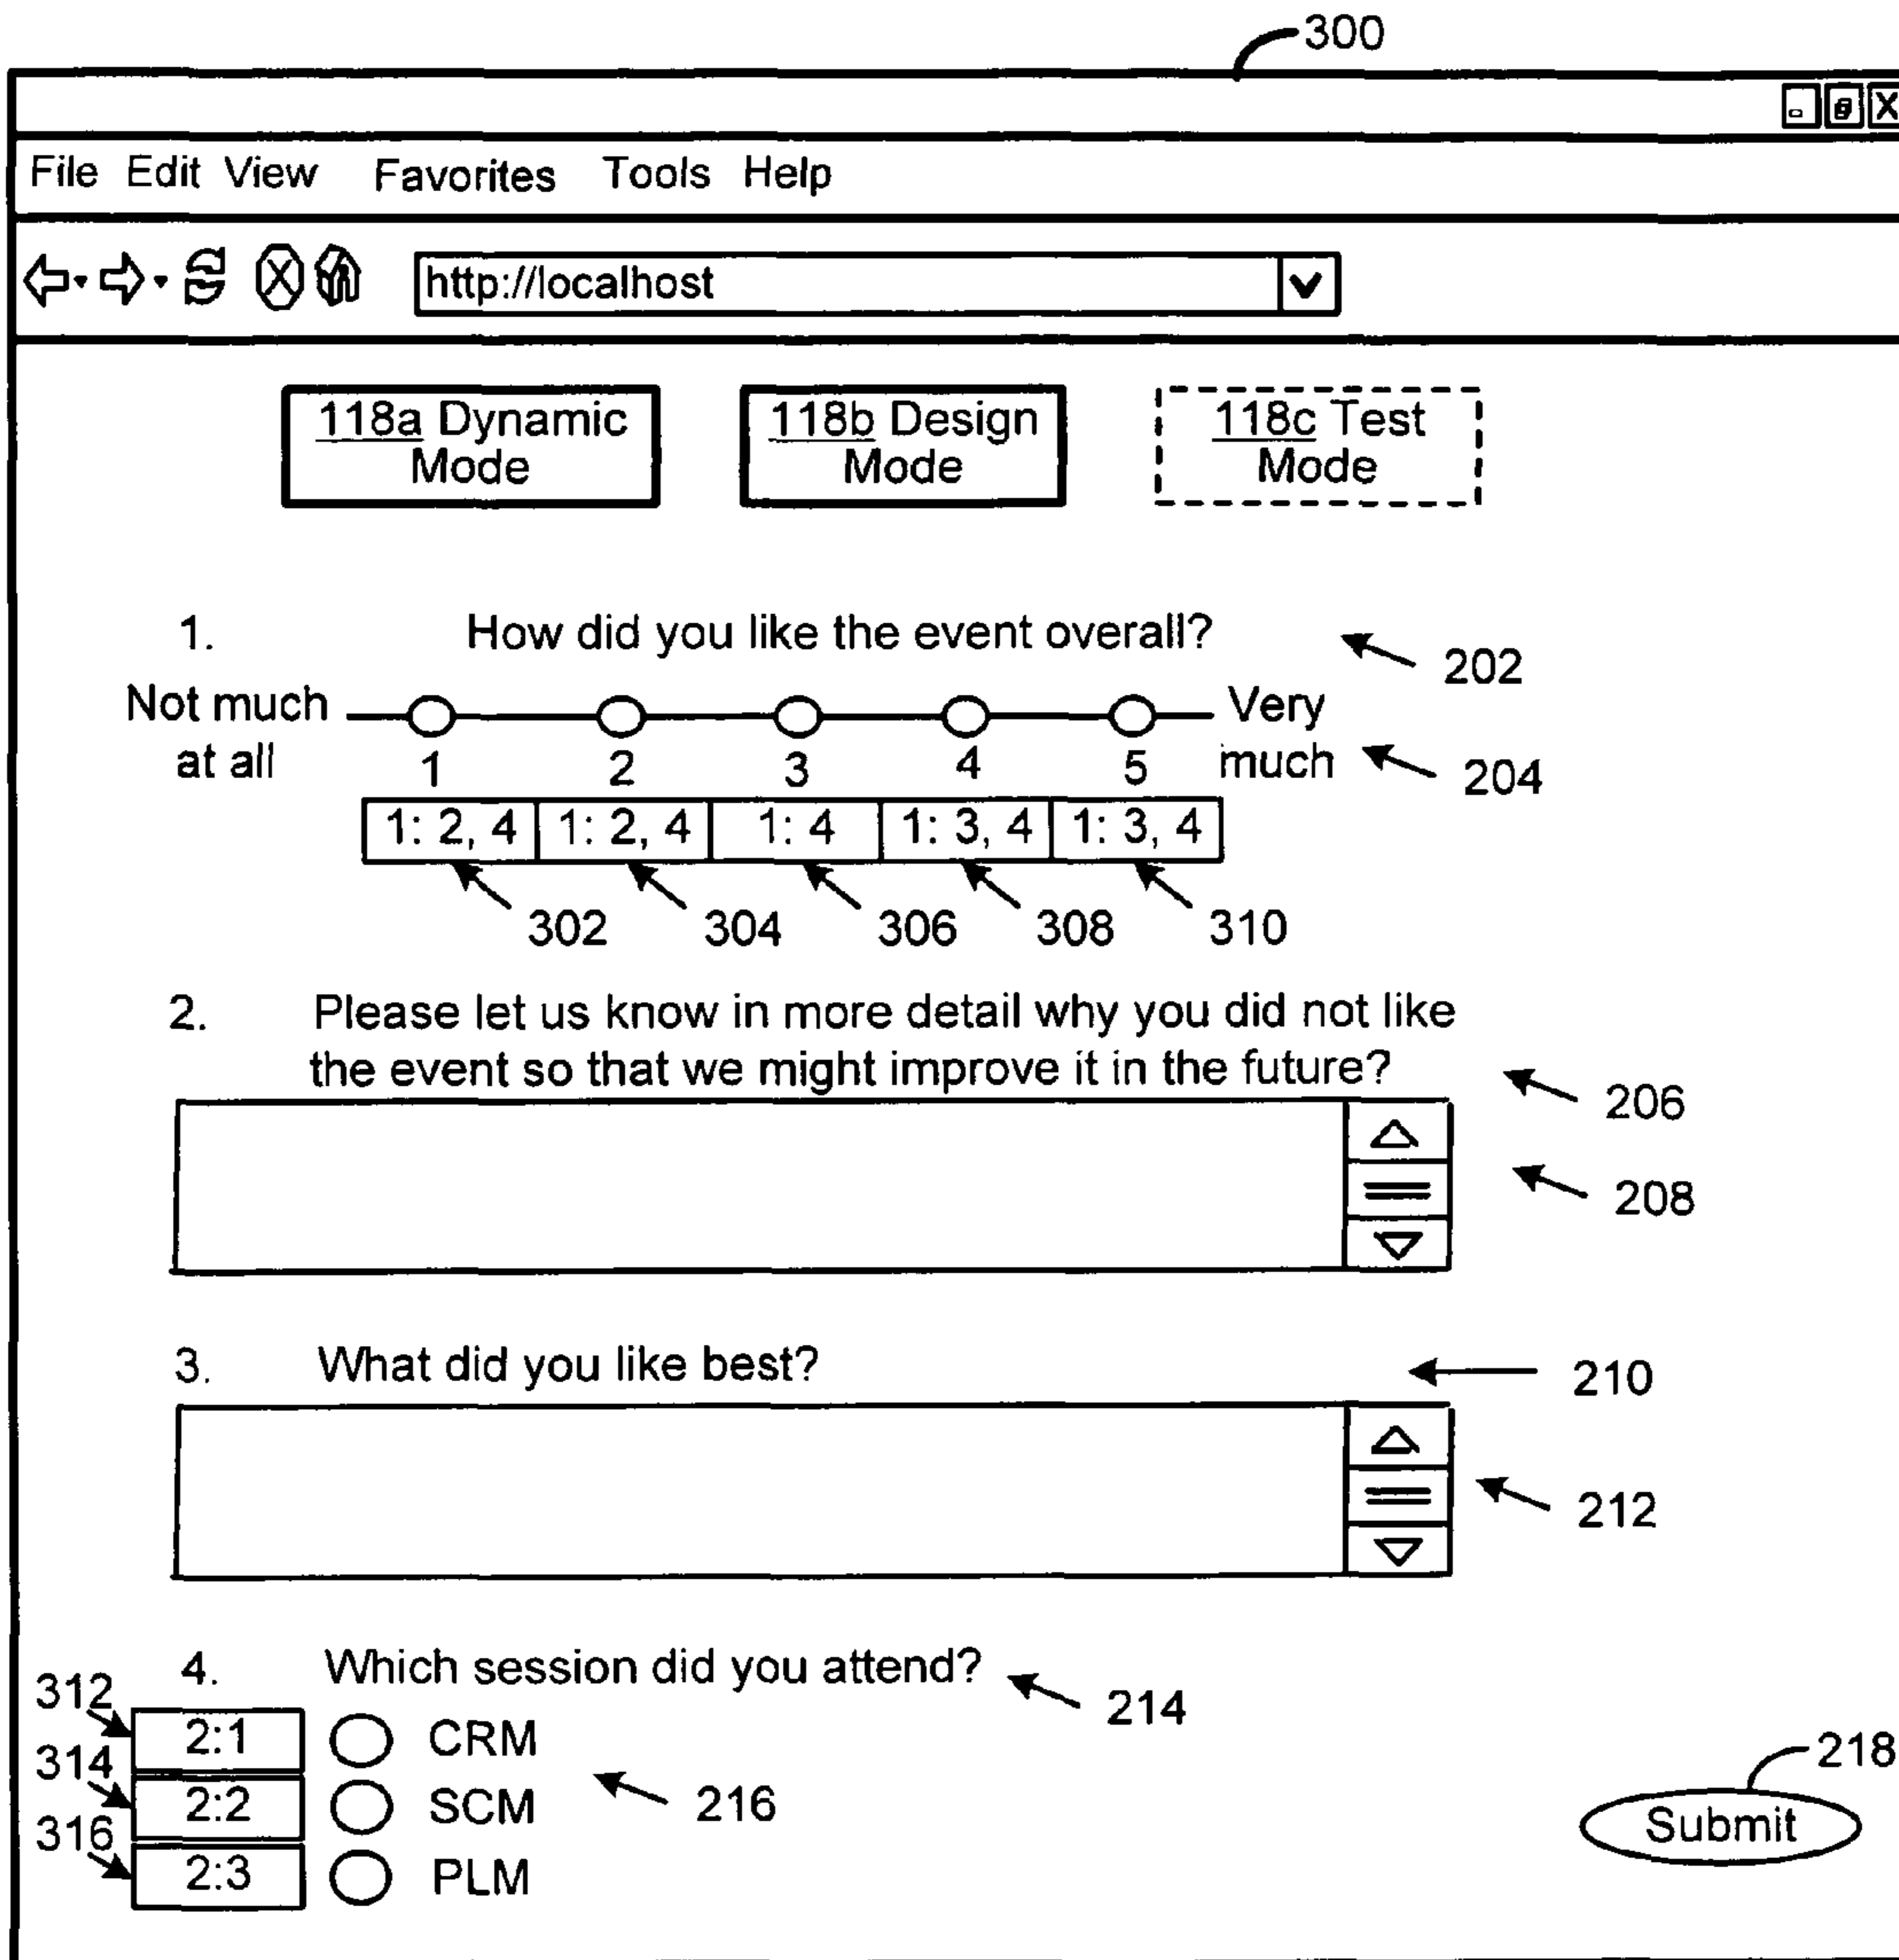 300
File Edit View Favorites Tools Help
http://localhost
118a Dynamic
Mode
118b Design
Mode
118c Test
Mode
1. How did you like the event overall?
202
Not much
at all
Very
much
1 2 3 4 5
204
1: 2, 4 1: 2, 4 1: 4 1: 3, 4 1: 3, 4
302 304 306 308 310
2. Please let us know in more detail why you did not like
the event so that we might improve it in the future?
206
208
3. What did you like best?
210
212
4. Which session did you attend?
214
312 2:1 CRM
314 2:2 SCM
316 2:3 PLM
216
218
Submit